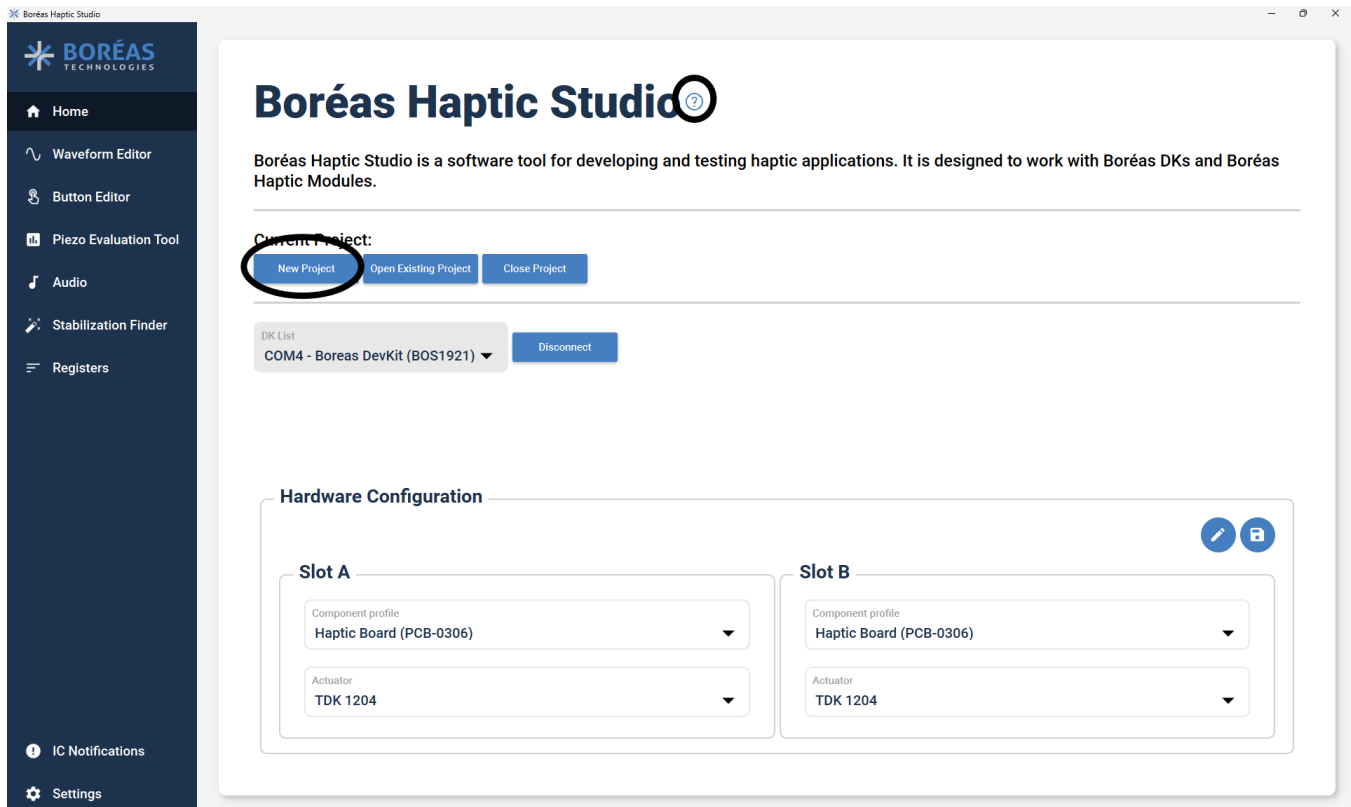 Boréas Haptic Studio
BORÉAS
TECHNOLOGIES
Home
Waveform Editor
Button Editor
Piezo Evaluation Tool
Audio
Stabilization Finder
Registers
IC Notifications
Settings
Boréas Haptic Studio ?
Boréas Haptic Studio is a software tool for developing and testing haptic applications. It is designed to work with Boréas DKs and Boréas
Haptic Modules.
Current Project:
New Project Open Existing Project Close Project
DK List
COM4 - Boreas DevKit (BOS1921)
Disconnect
Hardware Configuration
Slot A
Component profile
Haptic Board (PCB-0306)
Actuator
TDK 1204
Slot B
Component profile
Haptic Board (PCB-0306)
Actuator
TDK 1204